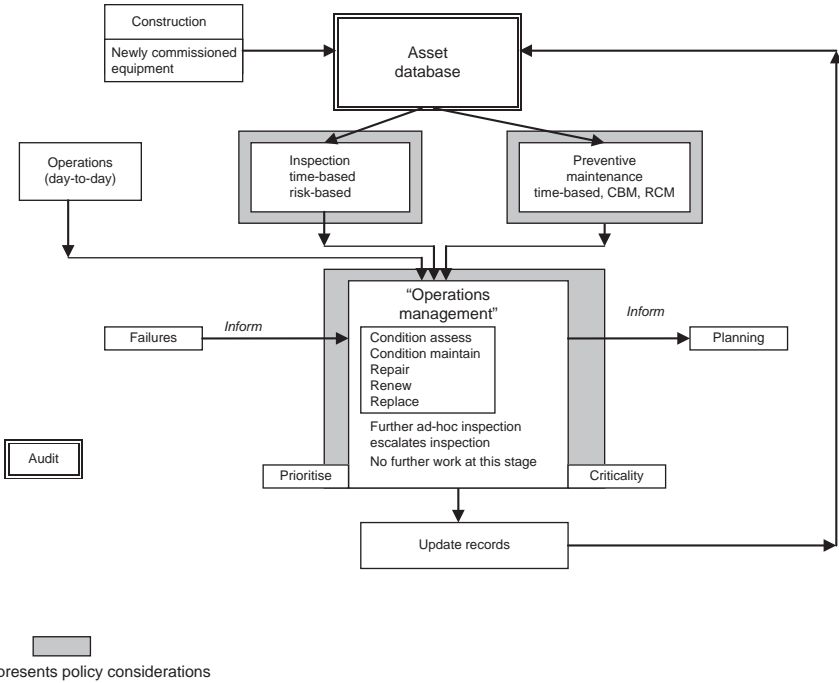 Construction
Newly commissioned
equipment
Asset
database
Operations
(day-to-day)
Inspection
time-based
risk-based
Preventive
maintenance
time-based, CBM, RCM
“Operations
management”
Failures
Inform
Condition assess
Condition maintain
Repair
Renew
Replace
Further ad-hoc inspection
escalates inspection
No further work at this stage
Inform
Planning
Audit
Prioritise
Criticality
Update records
policy considerations